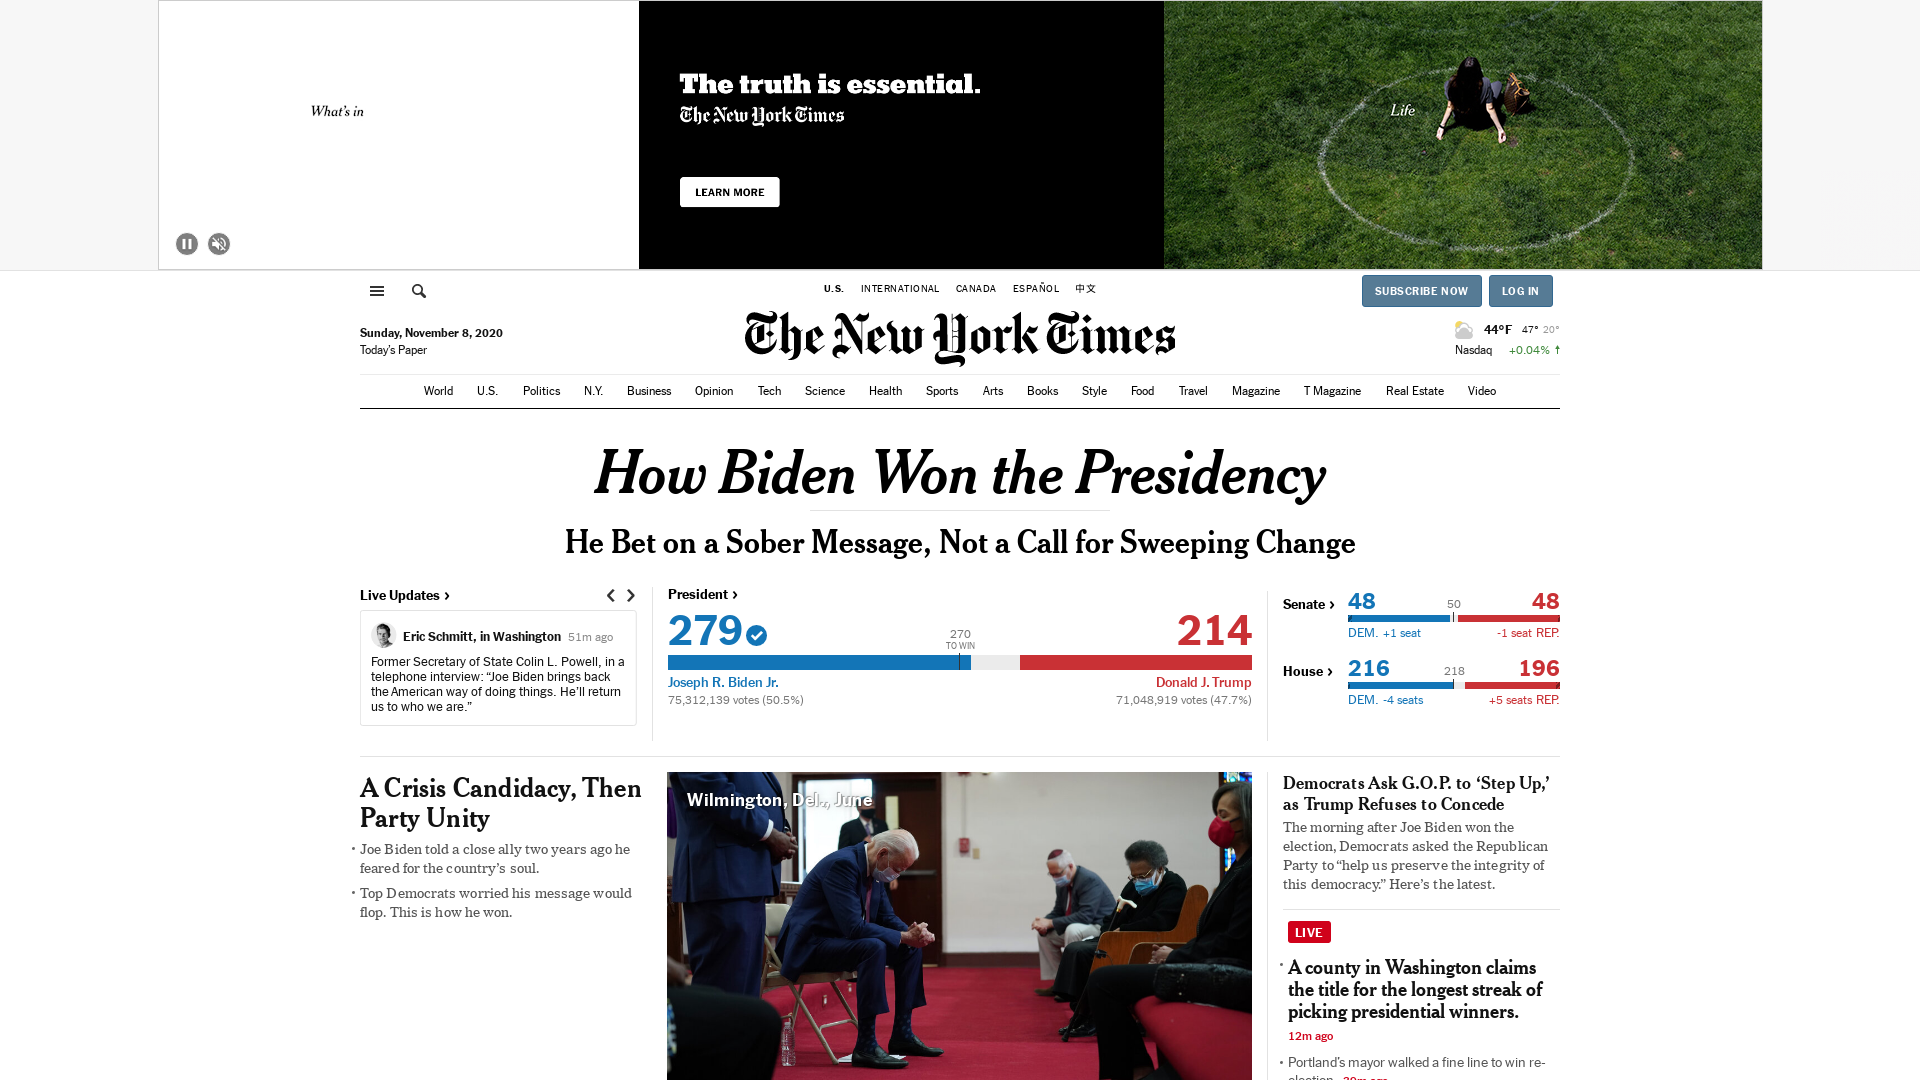 What's in
The truth is essential.
The New York Times
LEARN MORE
Life
U.S. INTERNATIONAL CANADA ESPAÑOL 中文
SUBSCRIBE NOW LOG IN
Sunday, November 8, 2020
Today's Paper
The New York Times
44°F 47° 20°
Nasdaq +0.04% ↑
World U.S. Politics N.Y. Business Opinion Tech Science Health Sports Arts Books Style Food Travel Magazine T Magazine Real Estate Video
How Biden Won the Presidency
He Bet on a Sober Message, Not a Call for Sweeping Change
Live Updates ›
Eric Schmitt, in Washington 51m ago
Former Secretary of State Colin L. Powell, in a
telephone interview: “Joe Biden brings back
the American way of doing things. He’ll return
us to who we are.”
President ›
279 270 214
TO WIN
Joseph R. Biden Jr. Donald J. Trump
75,312,139 votes (50.5%) 71,048,919 votes (47.7%)
Senate › 48 50 48
DEM. +1 seat -1 seat REP.
House › 216 218 196
DEM. -4 seats +5 seats REP.
A Crisis Candidacy, Then
Party Unity
• Joe Biden told a close ally two years ago he
feared for the country’s soul.
• Top Democrats worried his message would
flop. This is how he won.
Wilmington, Del., June
Democrats Ask G.O.P. to ‘Step Up,’
as Trump Refuses to Concede
The morning after Joe Biden won the
election, Democrats asked the Republican
Party to “help us preserve the integrity of
this democracy.” Here’s the latest.
LIVE
• A county in Washington claims
the title for the longest streak of
picking presidential winners.
12m ago
• Portland’s mayor walked a fine line to win re-